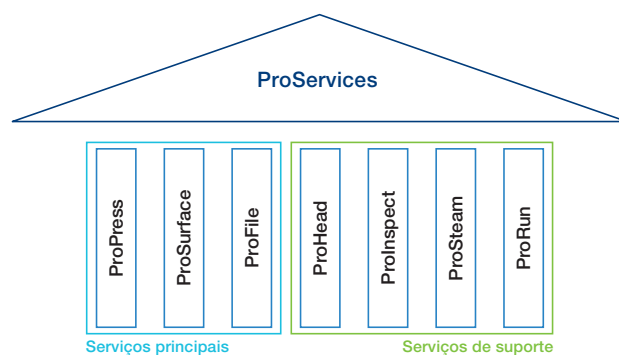 ProServices
ProPress
ProSurface
ProFile
ProHead
ProInspect
ProSteam
ProRun
Serviços principais
Serviços de suporte